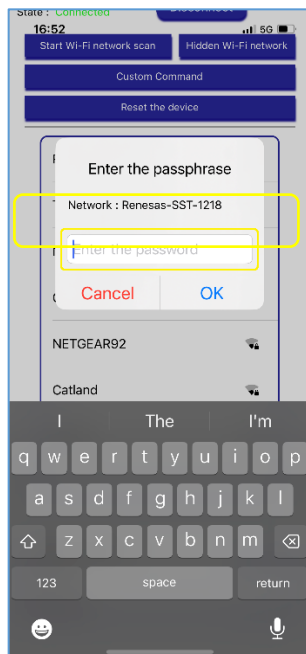 State : Connected
Disconnect
16:52
5G
Start Wi-Fi network scan
Hidden Wi-Fi network
Custom Command
Reset the device
Enter the passphrase
Network : Renesas-SST-1218
Enter the password
Cancel
OK
NETGEAR92
Catland
I
The
I'm
q w e r t y u i o p
a s d f g h j k l
z x c v b n m
123
space
return